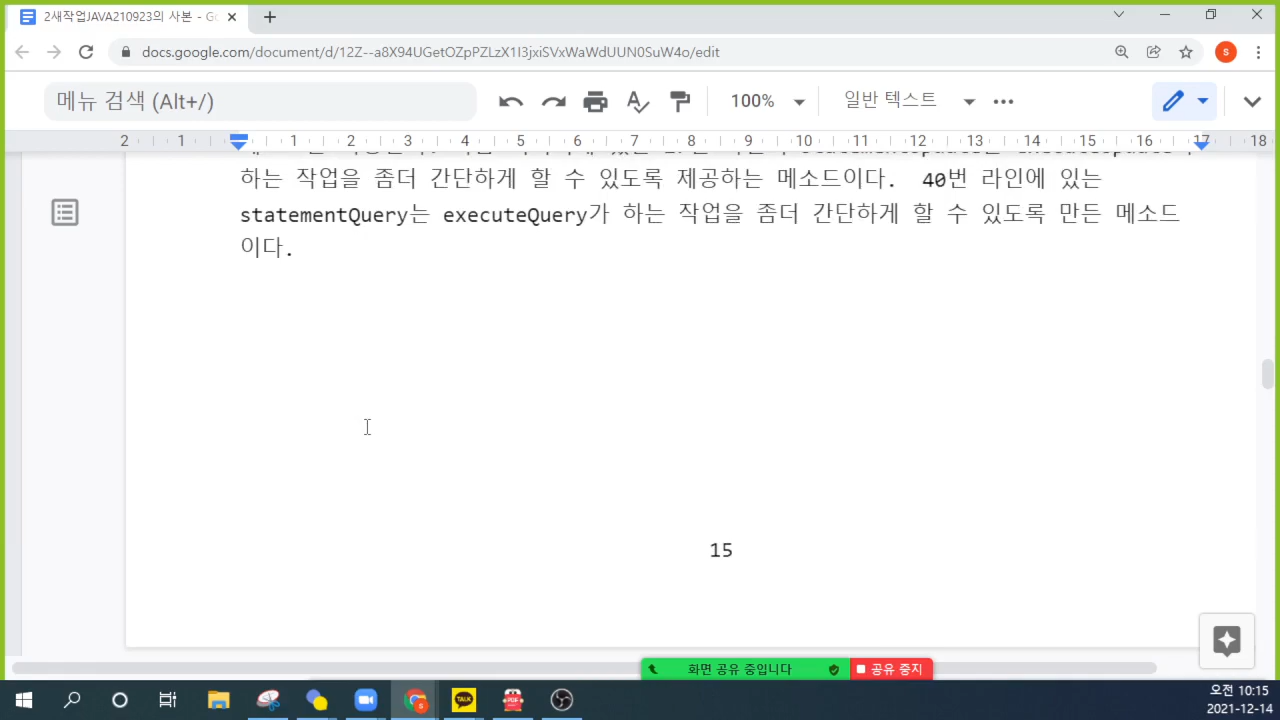 2새작업JAVA210923의 사본 - Go
docs.google.com/document/d/12Z--a8X94UGetOZpPZLzX1I3jxiSVxWaWdUUN0SuW4o/edit
S
메뉴 검색 (Alt+/)
100%
일반 텍스트
2 1 1 2 3 4 5 6 7 8 9 10 11 12 13 14 15 16 17 18
하는 작업을 좀더 간단하게 할 수 있도록 제공하는 메소드이다. 40번 라인에 있는
statementQuery는 executeQuery가 하는 작업을 좀더 간단하게 할 수 있도록 만든 메소드
이다.
15
화면 공유 중입니다
공유 중지
TALK
PDF
오전 10:15
2021-12-14